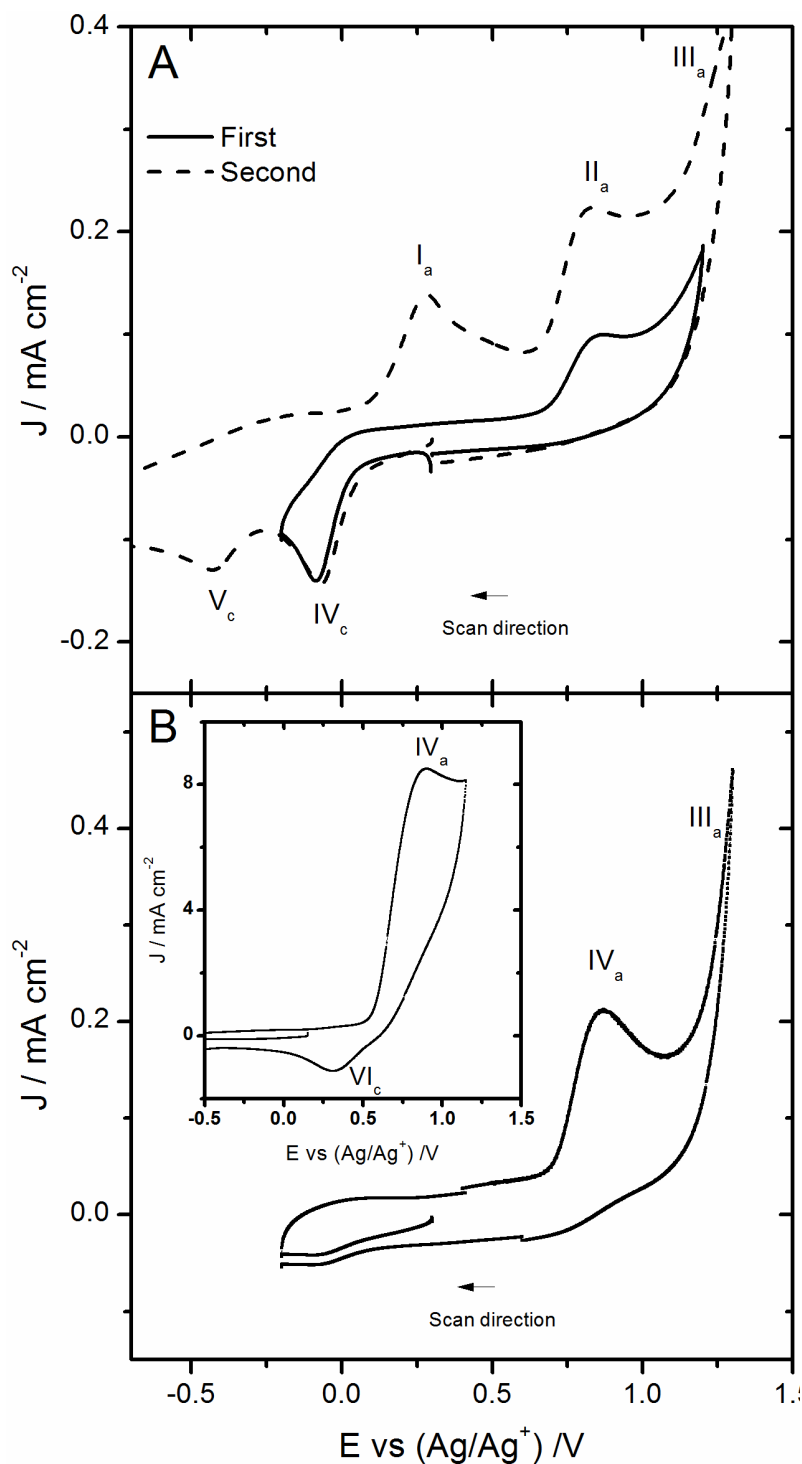 0.4
A
III_a
First
Second
II_a
0.2
I_a
J / mA cm^-2
0.0
V_c
IV_c
Scan direction
-0.2
B
IV_a
8
III_a
0.4
J / mA cm^-2
4
IV_a
J / mA cm^-2
0.2
0
VI_c
-0.5 0.0 0.5 1.0 1.5
E vs (Ag/Ag^+) /V
0.0
Scan direction
-0.5 0.0 0.5 1.0 1.5
E vs (Ag/Ag^+) /V